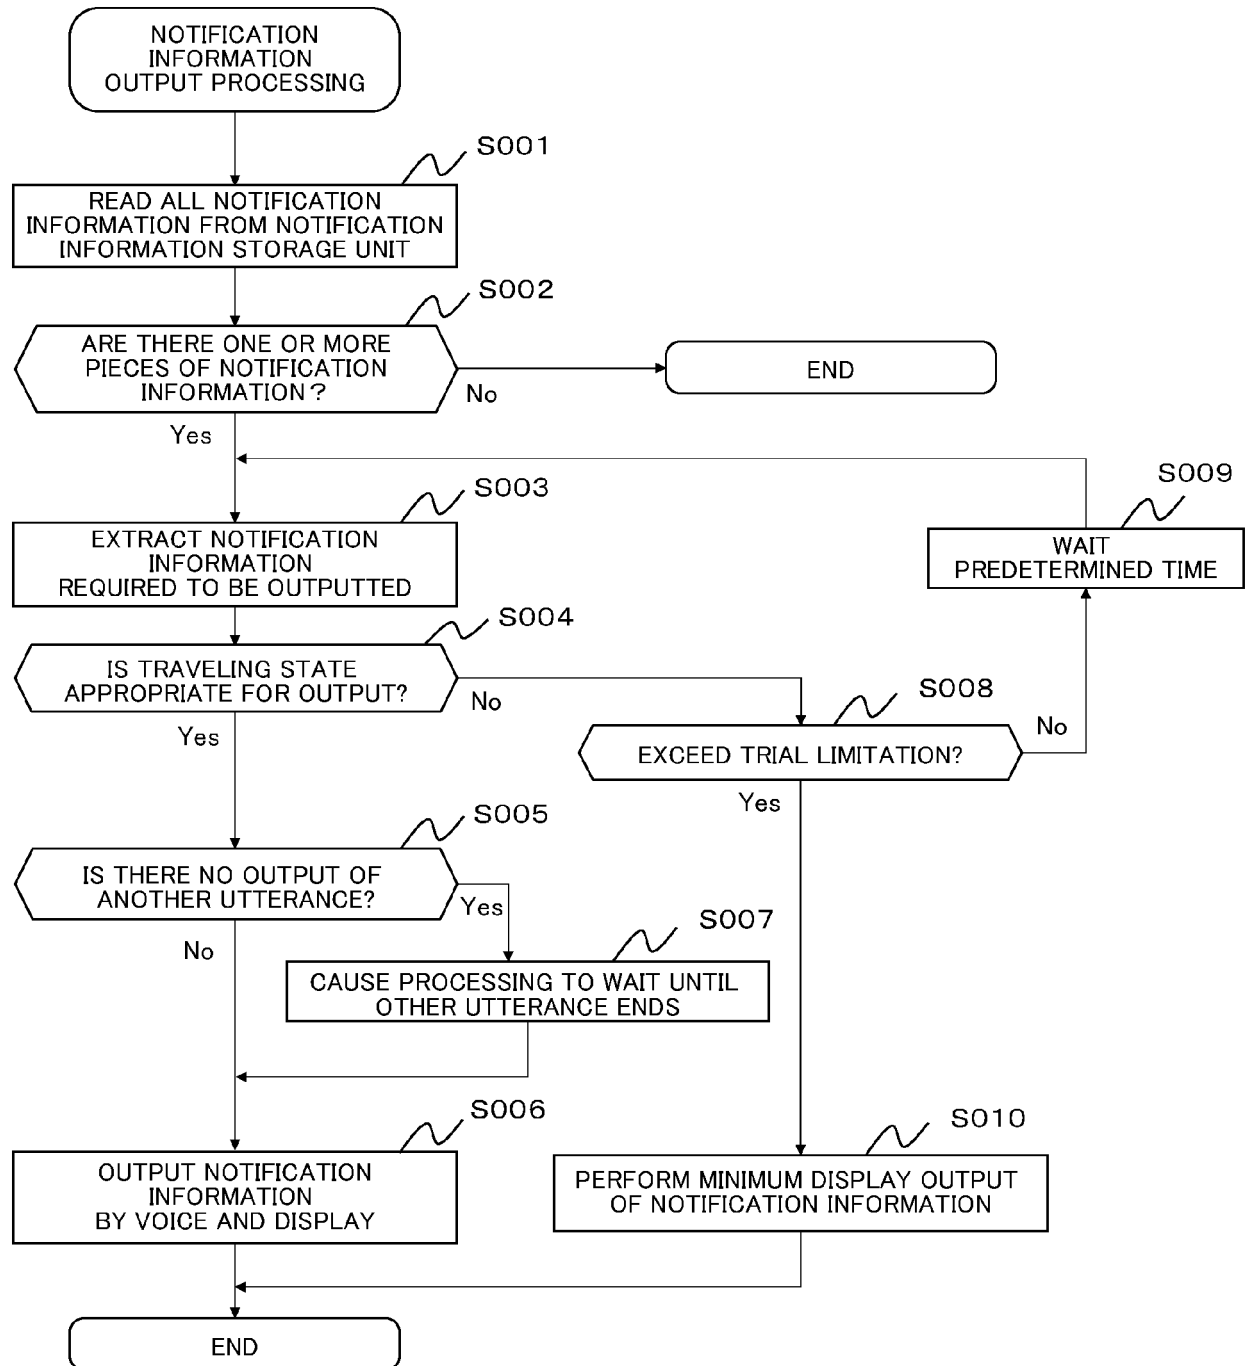 NOTIFICATION
INFORMATION
OUTPUT PROCESSING
S001
READ ALL NOTIFICATION
INFORMATION FROM NOTIFICATION
INFORMATION STORAGE UNIT
S002
ARE THERE ONE OR MORE
PIECES OF NOTIFICATION
INFORMATION?
No
END
Yes
S003
EXTRACT NOTIFICATION
INFORMATION
REQUIRED TO BE OUTPUTTED
S009
WAIT
PREDETERMINED TIME
S004
IS TRAVELING STATE
APPROPRIATE FOR OUTPUT?
No
Yes
S008
EXCEED TRIAL LIMITATION?
No
Yes
S005
IS THERE NO OUTPUT OF
ANOTHER UTTERANCE?
Yes
No
S007
CAUSE PROCESSING TO WAIT UNTIL
OTHER UTTERANCE ENDS
S006
OUTPUT NOTIFICATION
INFORMATION
BY VOICE AND DISPLAY
S010
PERFORM MINIMUM DISPLAY OUTPUT
OF NOTIFICATION INFORMATION
END